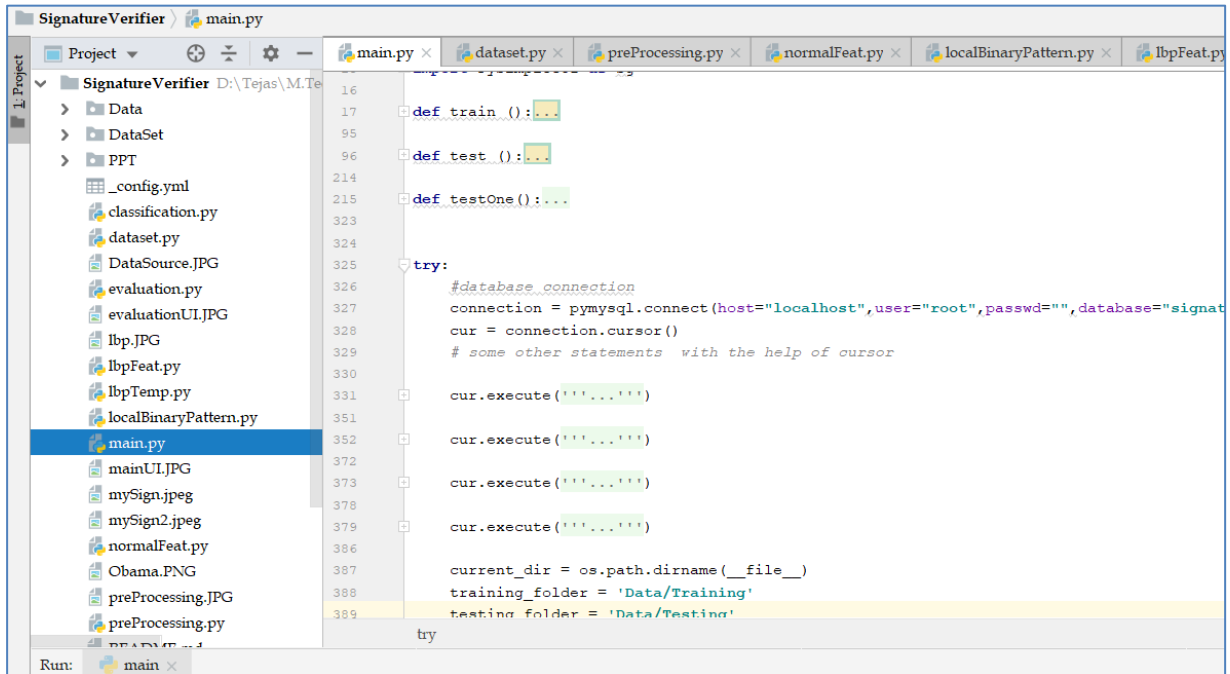 SignatureVerifier main.py
1: Project
Project
SignatureVerifier D:\Tejas\M.Te
Data
DataSet
PPT
_config.yml
classification.py
dataset.py
DataSource.JPG
evaluation.py
evaluationUI.JPG
lbp.JPG
lbpFeat.py
lbpTemp.py
localBinaryPattern.py
main.py
mainUI.JPG
mySign.jpeg
mySign2.jpeg
normalFeat.py
Obama.PNG
preProcessing.JPG
preProcessing.py
README.md
main.py dataset.py preProcessing.py normalFeat.py localBinaryPattern.py lbpFeat.py
16
17 def train ():...
95
96 def test ():...
214
215 def testOne():...
323
324
325 try:
326 #database connection
327 connection = pymysql.connect(host="localhost",user="root",passwd="",database="signat
328 cur = connection.cursor()
329 # some other statements with the help of cursor
330
331 cur.execute('''...''')
351
352 cur.execute('''...''')
372
373 cur.execute('''...''')
378
379 cur.execute('''...''')
386
387 current_dir = os.path.dirname(__file__)
388 training_folder = 'Data/Training'
389 testing_folder = 'Data/Testing'
try
Run: main